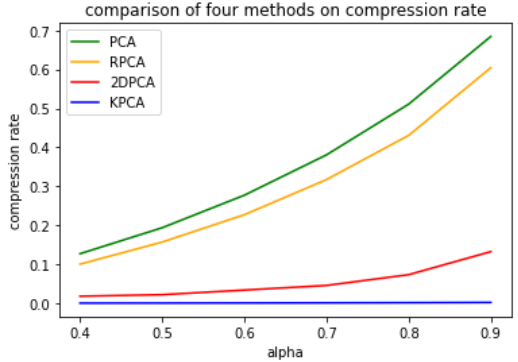 comparison of four methods on compression rate
0.7
0.6
0.5
0.4
0.3
0.2
0.1
0.0
compression rate
PCA
RPCA
2DPCA
KPCA
0.4 0.5 0.6 0.7 0.8 0.9
alpha